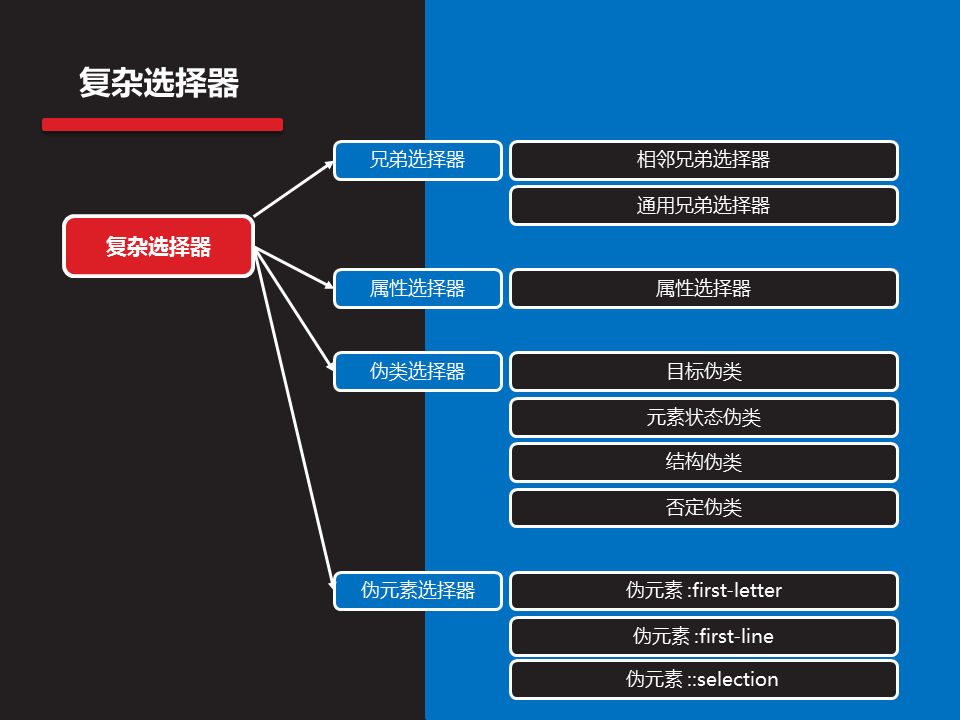 复杂选择器
复杂选择器
兄弟选择器
相邻兄弟选择器
通用兄弟选择器
属性选择器
属性选择器
伪类选择器
目标伪类
元素状态伪类
结构伪类
否定伪类
伪元素选择器
伪元素 :first-letter
伪元素 :first-line
伪元素 ::selection